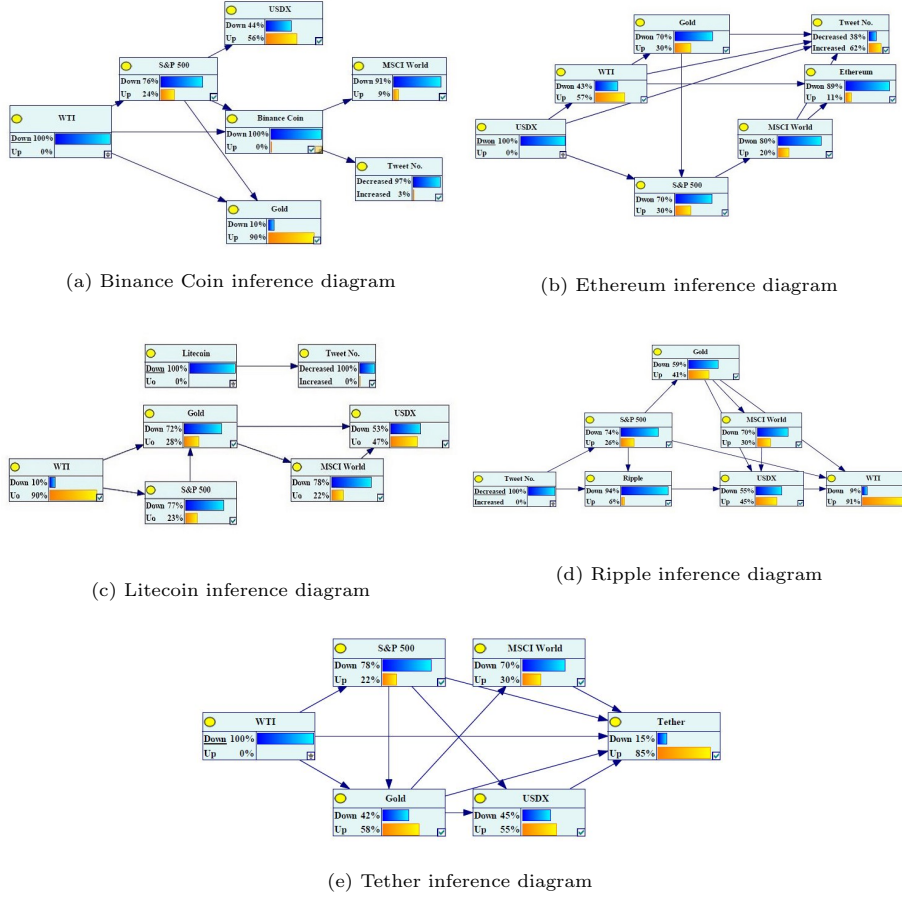 USDX
Down 44%
Up 56%
S&P 500
Down 76%
Up 24%
MSCI World
Down 91%
Up 9%
WTI
Down 100%
Up 0%
Binance Coin
Down 100%
Up 0%
Tweet No.
Decreased 97%
Increased 3%
Gold
Down 10%
Up 90%
(a) Binance Coin inference diagram
Gold
Dwon 70%
Up 30%
Tweet No.
Decreased 38%
Increased 62%
WTI
Dwon 43%
Up 57%
Ethereum
Dwon 89%
Up 11%
USDX
Dwon 100%
Up 0%
MSCI World
Dwon 80%
Up 20%
S&P 500
Dwon 70%
Up 30%
(b) Ethereum inference diagram
Litecoin
Down 100%
Uo 0%
Tweet No.
Decreased 100%
Increased 0%
Gold
Down 72%
Uo 28%
USDX
Down 53%
Uo 47%
WTI
Down 10%
Uo 90%
MSCI World
Down 78%
Uo 22%
S&P 500
Down 77%
Uo 23%
(c) Litecoin inference diagram
Gold
Down 59%
Up 41%
S&P 500
Down 74%
Up 26%
MSCI World
Down 70%
Up 30%
Tweet No.
Decreased 100%
Increased 0%
Ripple
Down 94%
Up 6%
USDX
Down 55%
Up 45%
WTI
Down 9%
Up 91%
(d) Ripple inference diagram
S&P 500
Down 78%
Up 22%
MSCI World
Down 70%
Up 30%
WTI
Down 100%
Up 0%
Tether
Down 15%
Up 85%
Gold
Down 42%
Up 58%
USDX
Down 45%
Up 55%
(e) Tether inference diagram